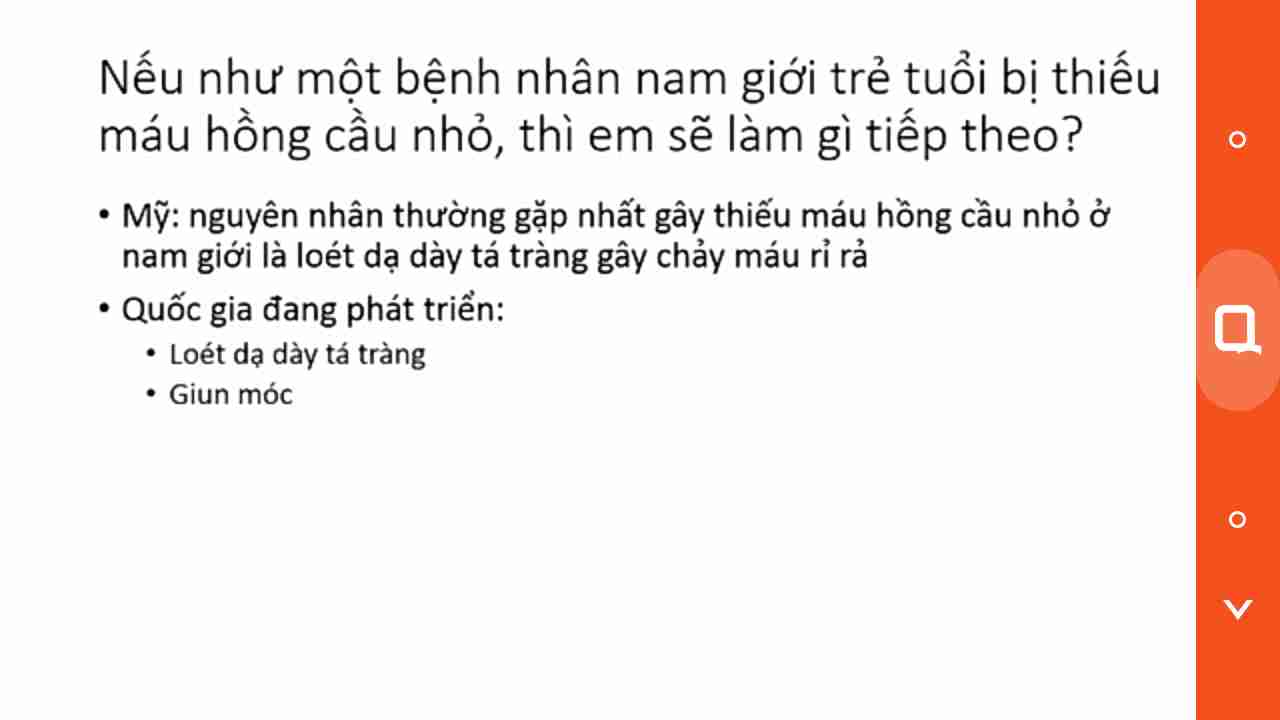 Nếu như một bệnh nhân nam giới trẻ tuổi bị thiếu
máu hồng cầu nhỏ, thì em sẽ làm gì tiếp theo?
• Mỹ: nguyên nhân thường gặp nhất gây thiếu máu hồng cầu nhỏ ở
nam giới là loét dạ dày tá tràng gây chảy máu rỉ rả
• Quốc gia đang phát triển:
• Loét dạ dày tá tràng
• Giun móc